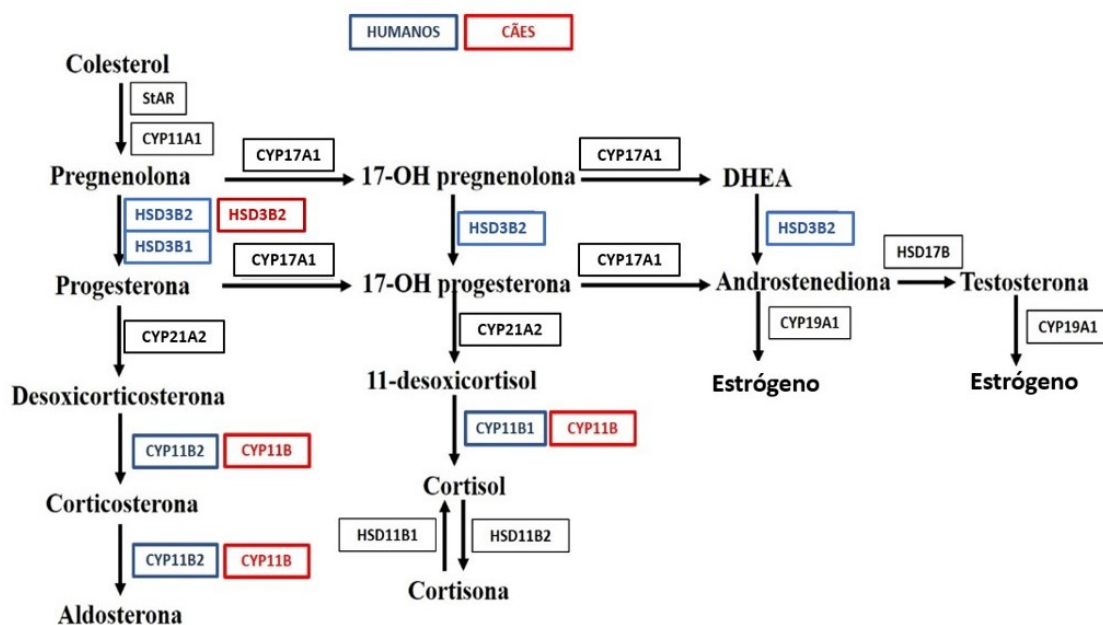 HUMANOS CÃES
Colesterol
StAR
CYP11A1
CYP17A1 CYP17A1
Pregnenolona 17-OH pregnenolona DHEA
HSD3B2 HSD3B2 HSD3B2 HSD3B2
HSD3B1
CYP17A1 CYP17A1 HSD17B
Progesterona 17-OH progesterona Androstenediona Testosterona
CYP21A2 CYP21A2 CYP19A1 CYP19A1
Desoxicorticosterona 11-desoxicortisol Estrógeno Estrógeno
CYP11B2 CYP11B CYP11B1 CYP11B
Corticosterona Cortisol
HSD11B1 HSD11B2
CYP11B2 CYP11B
Cortisona
Aldosterona